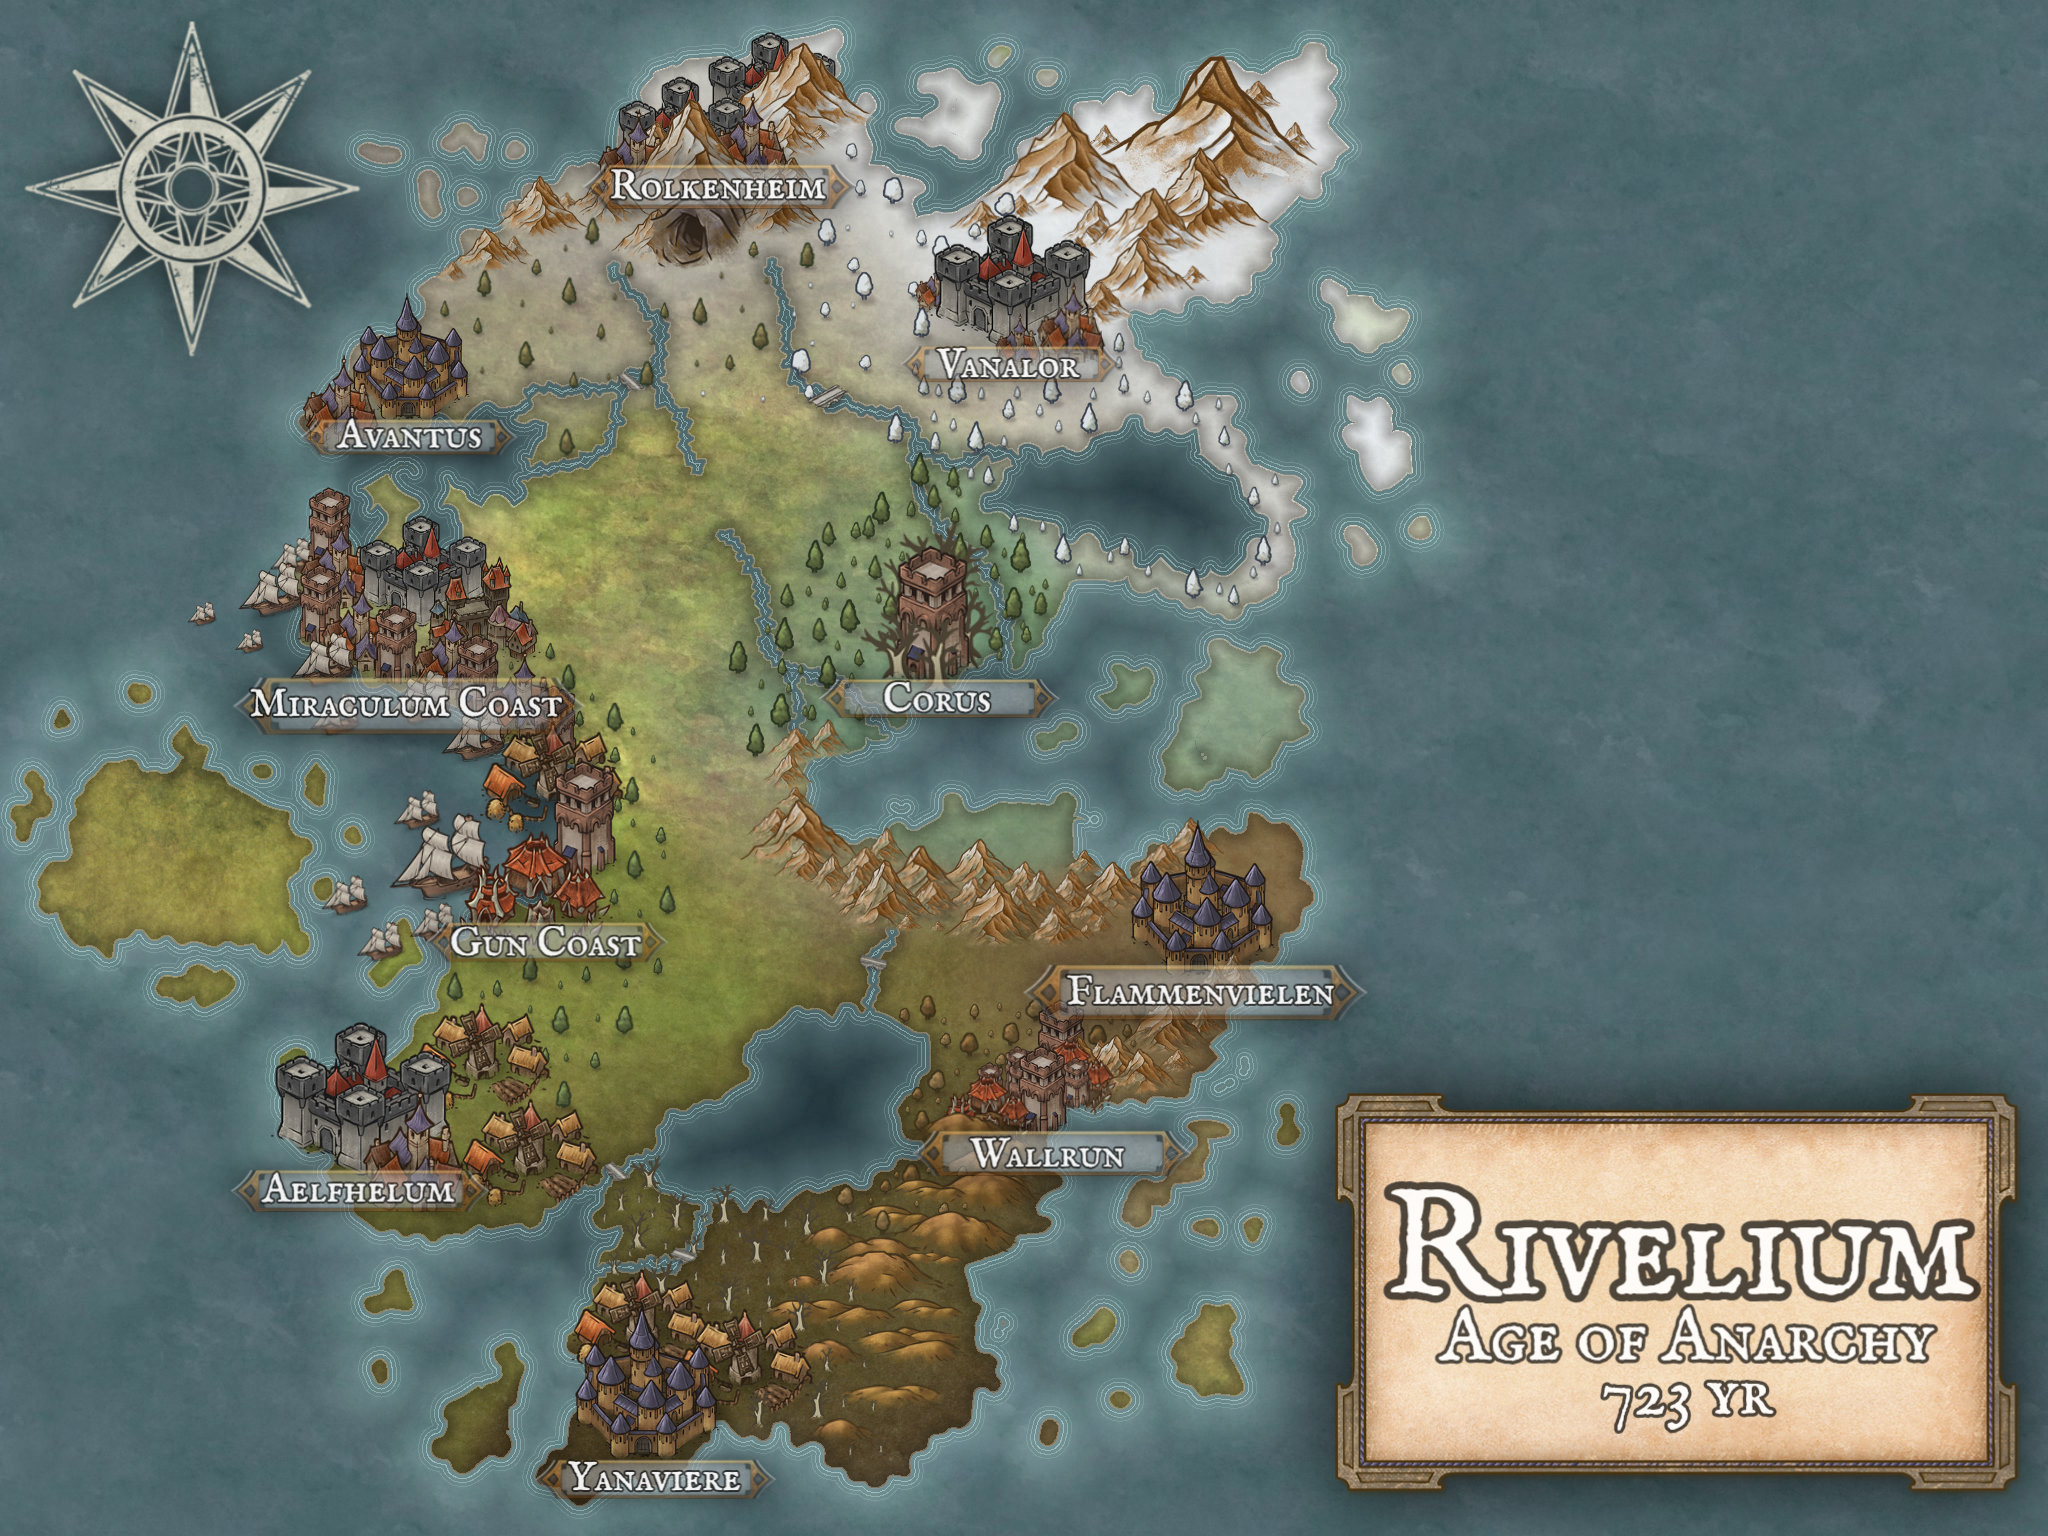 Rolkenheim
Vanalor
Avantus
Miraculum Coast
Corus
Gun Coast
Flammenvielen
Wallrun
Aelfhelum
Yanaviere
Rivelium
Age of Anarchy
723 yr